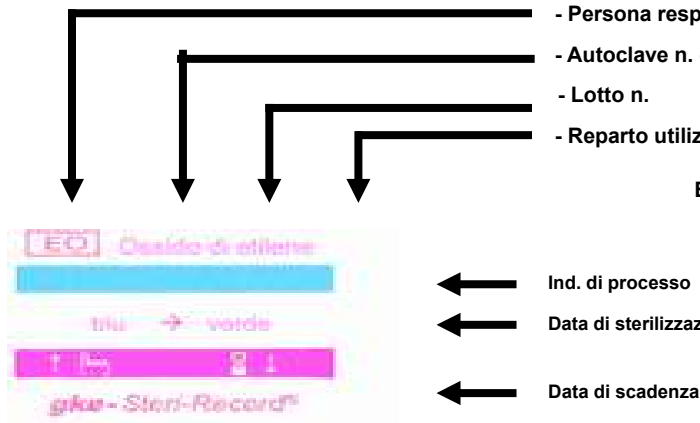 - Persona resp
- Autoclave n.
- Lotto n.
- Reparto utiliz
E
EO Ossido di etilene
Ind. di processo
blu → verde
Data di sterilizzaz
Data di scadenza
gke - Steri-Record®